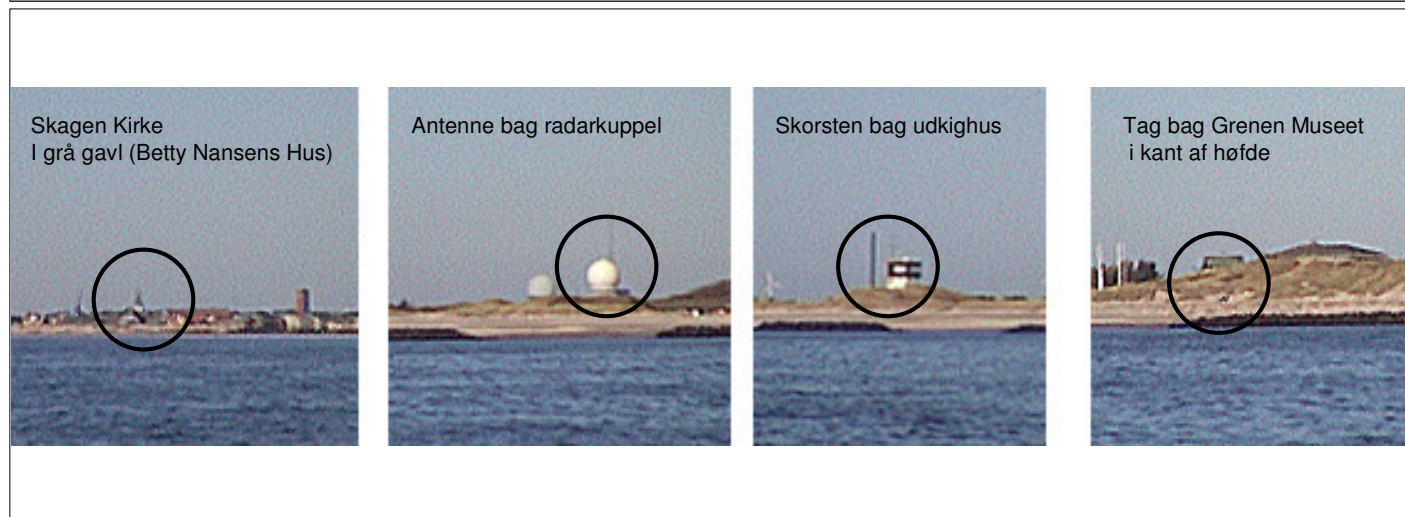 Skagen Kirke
I grå gavl (Betty Nansens Hus)
Antenne bag radarkuppel
Skorsten bag udkighus
Tag bag Grenen Museet
i kant af høfde